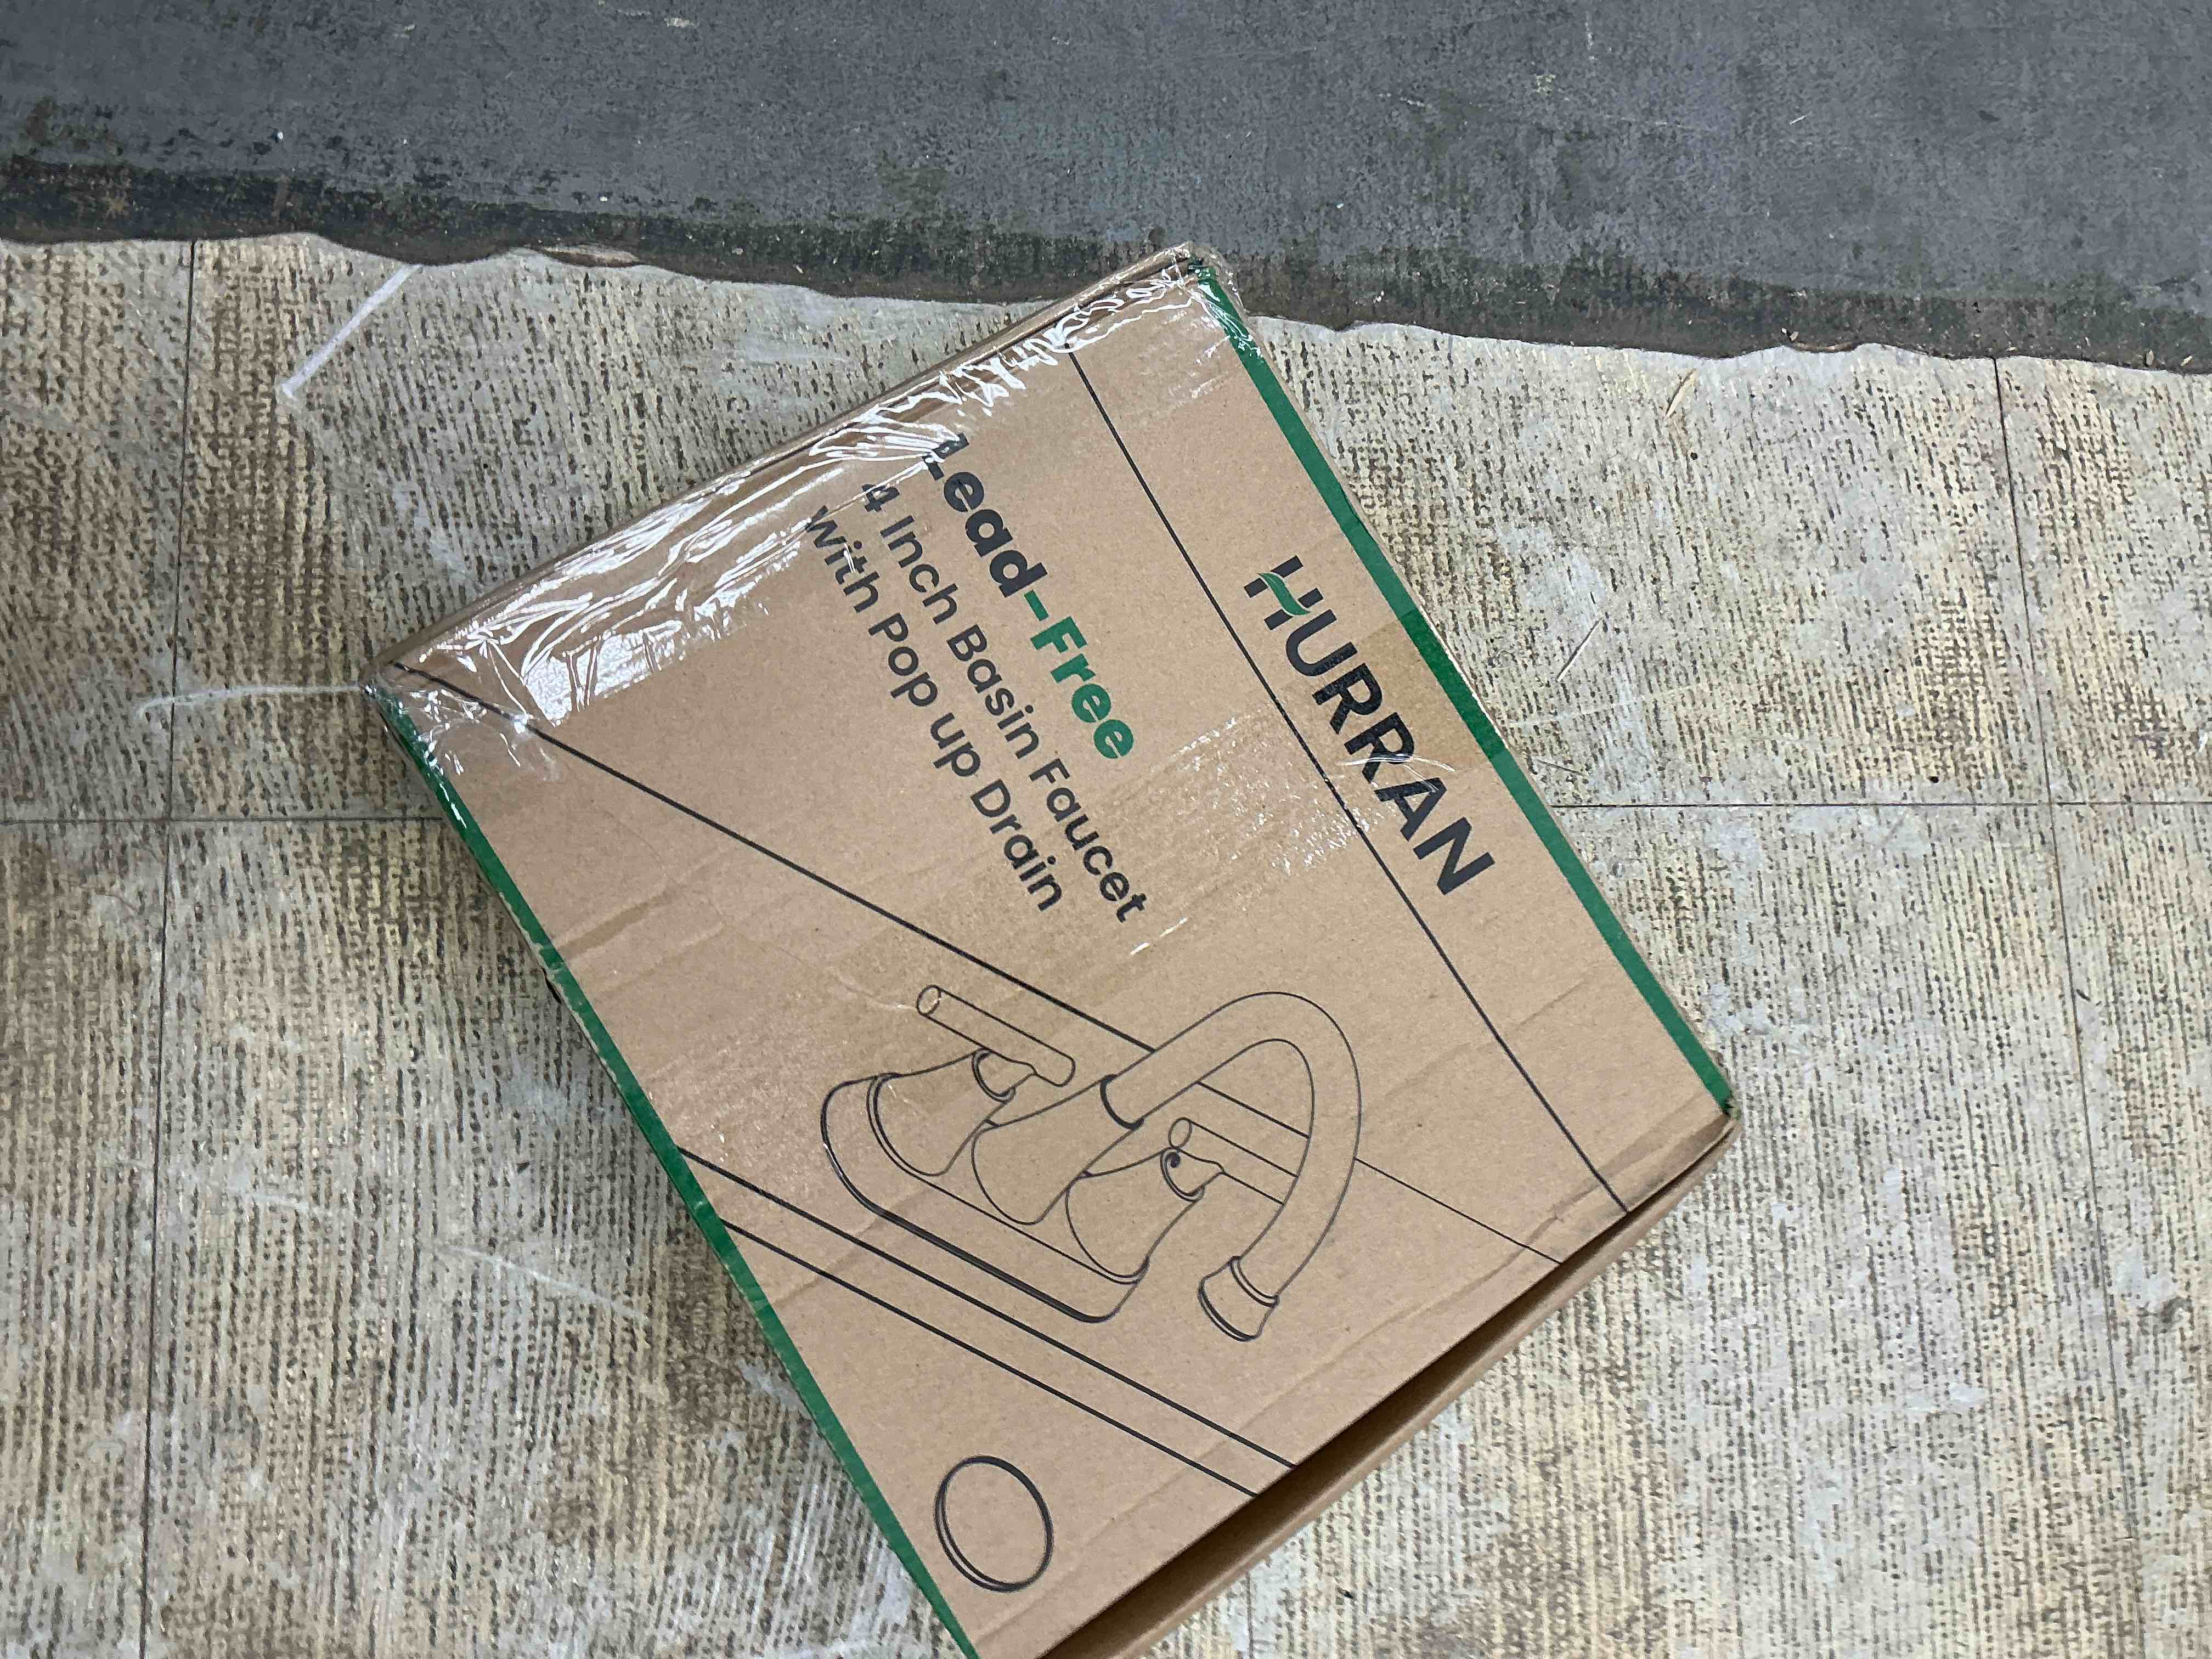 HURRAN
Lead-Free
4 Inch Basin Faucet
with Pop up Drain